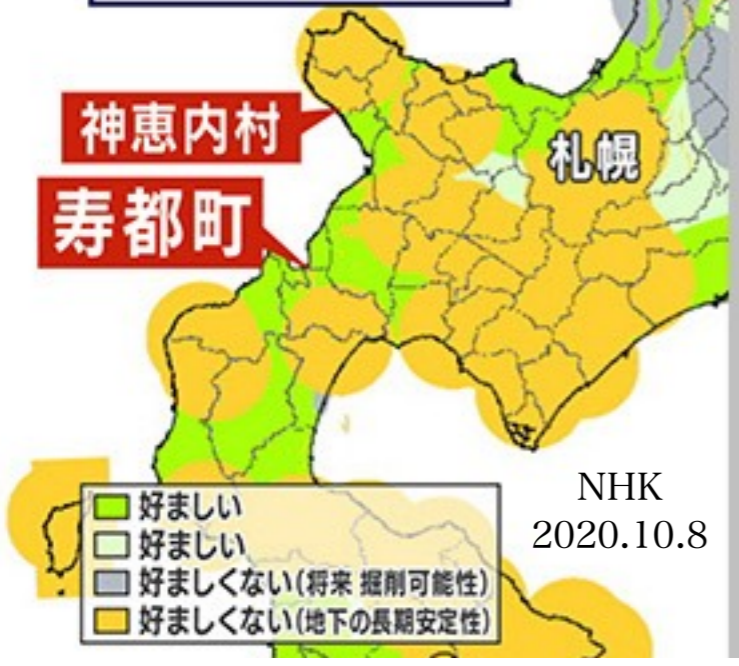 神恵内村
寿都町
札幌
NHK
2020.10.8
好ましい
好ましい
好ましくない(将来 掘削可能性)
好ましくない(地下の長期安定性)